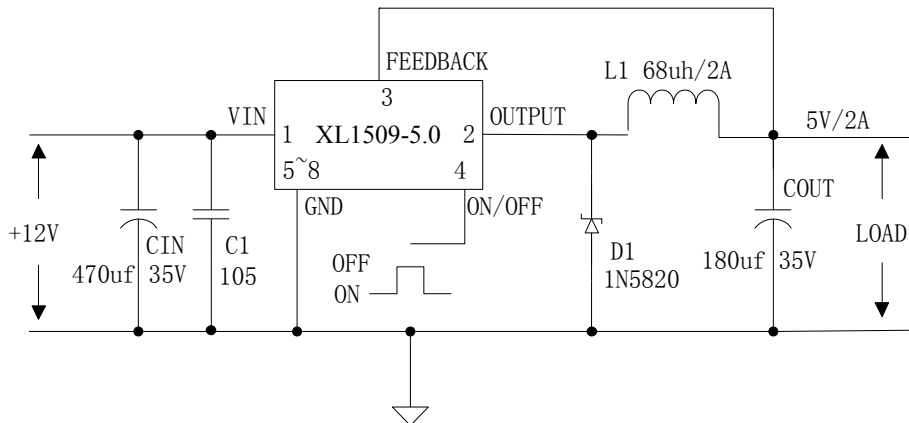 FEEDBACK
L1 68uh/2A
3
VIN
OUTPUT
5V/2A
1 XL1509-5.0 2
5~8
4
GND
ON/OFF
COUT
+12V
CIN
470uf 35V
C1
105
OFF
ON
D1
1N5820
180uf 35V
LOAD